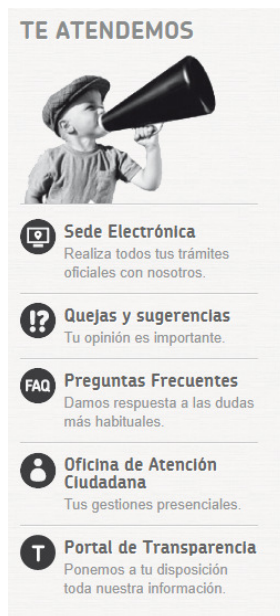 TE ATENDEMOS
Sede Electrónica
Realiza todos tus trámites
oficiales con nosotros.
!?
Quejas y sugerencias
Tu opinión es importante.
FAQ
Preguntas Frecuentes
Damos respuesta a las dudas
más habituales.
Oficina de Atención
Ciudadana
Tus gestiones presenciales.
T
Portal de Transparencia
Ponemos a tu disposición
toda nuestra información.